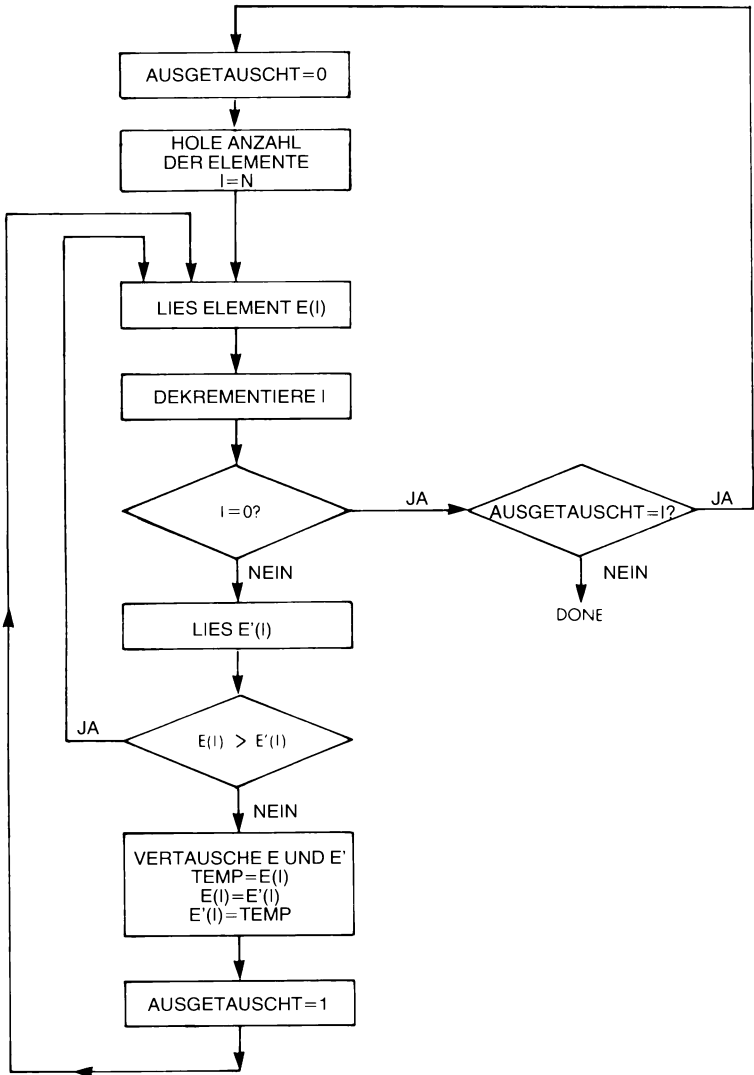 AUSGETAUSCHT=0
HOLE ANZAHL
DER ELEMENTE
I=N
LIES ELEMENT E(I)
DEKREMENTIERE I
I=0?
JA
AUSGETAUSCHT=I?
JA
NEIN
NEIN
DONE
LIES E'(I)
JA
E(I) > E'(I)
NEIN
VERTAUSCHE E UND E'
TEMP=E(I)
E(I)=E'(I)
E'(I)=TEMP
AUSGETAUSCHT=1